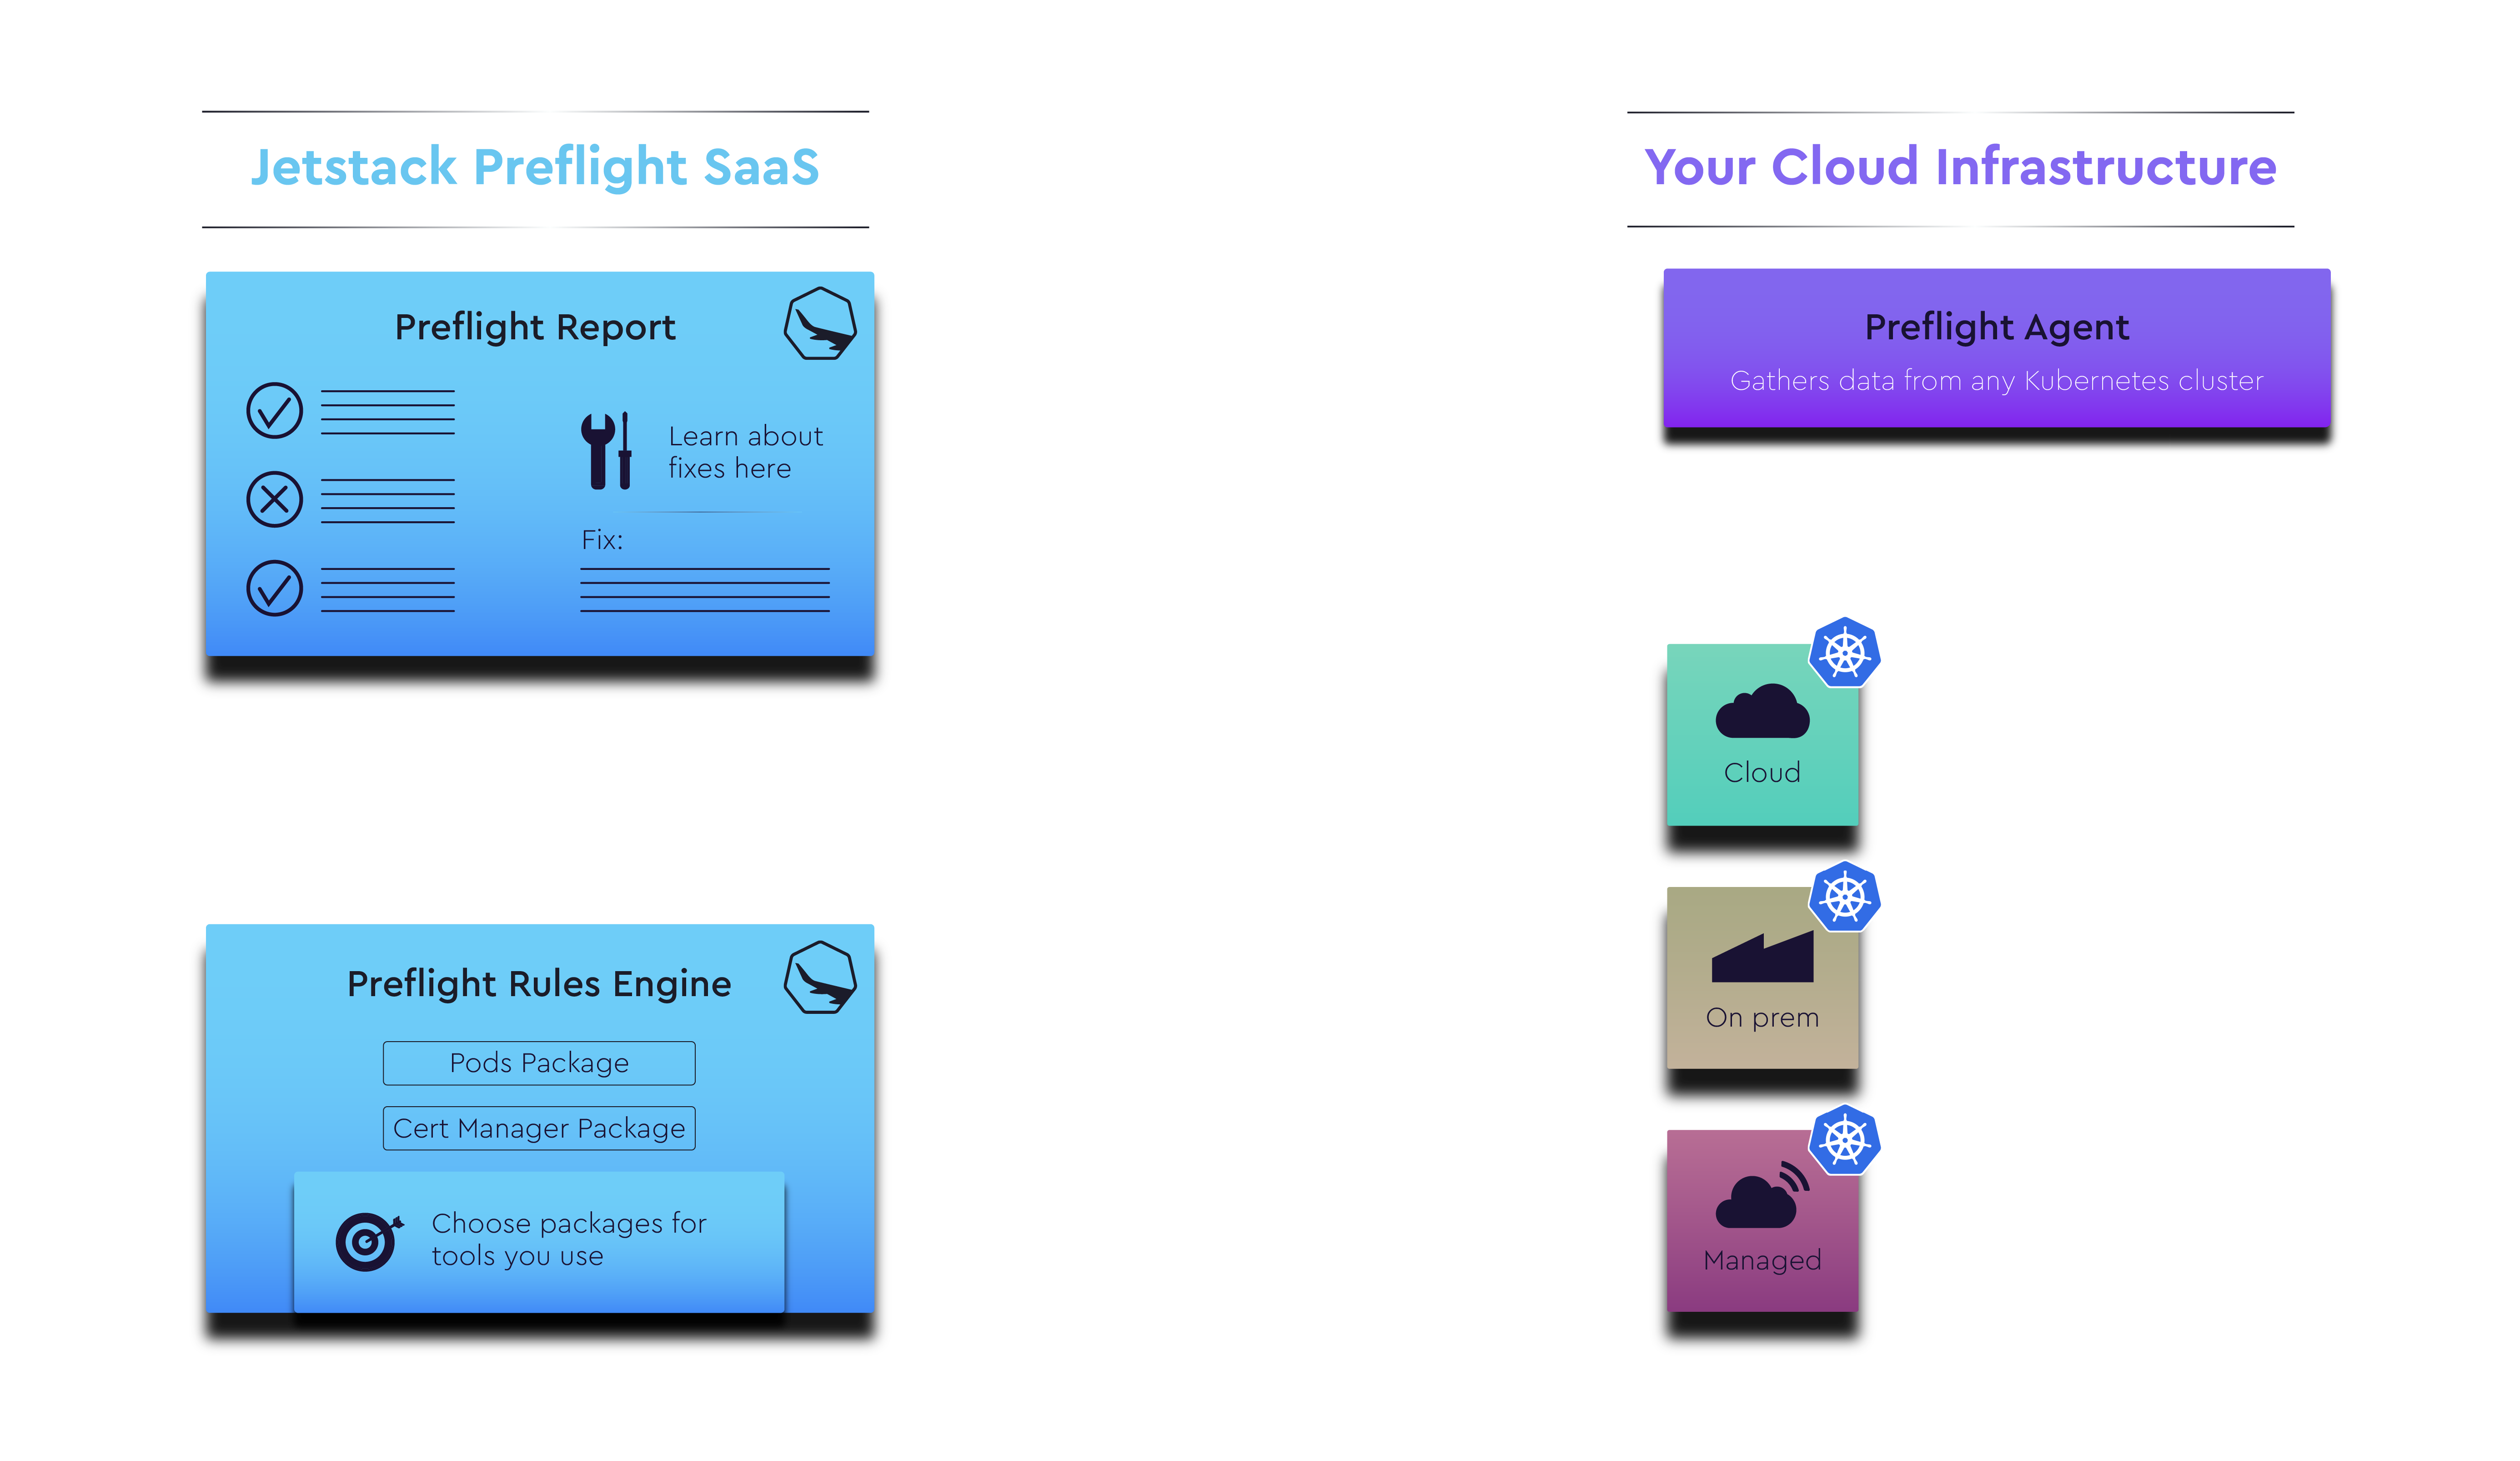 Jetstack Preflight SaaS
Preflight Report
Learn about
fixes here
Fix:
Preflight Rules Engine
Pods Package
Cert Manager Package
Choose packages for
tools you use
Your Cloud Infrastructure
Preflight Agent
Gathers data from any Kubernetes cluster
Cloud
On prem
Managed